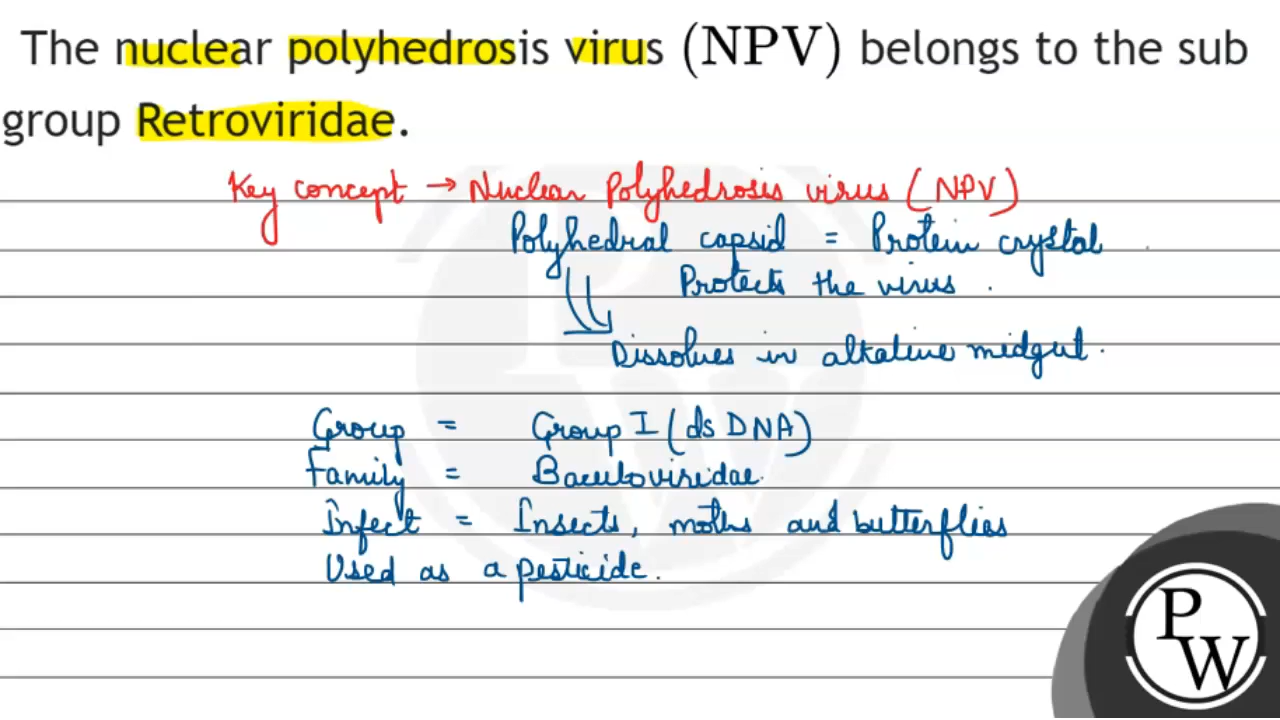 The nuclear polyhedrosis virus (NPV) belongs to the sub
group Retroviridae.
Key concept → Nuclear Polyhedrosis virus (NPV)
Polyhedral capsid = Protein crystal
Protects the virus.
Dissolves in alkaline midgut.
Group = Group I (ds DNA)
Family = Baculoviridae.
Infect = Insects, moths and butterflies
Used as a pesticide.
P
W